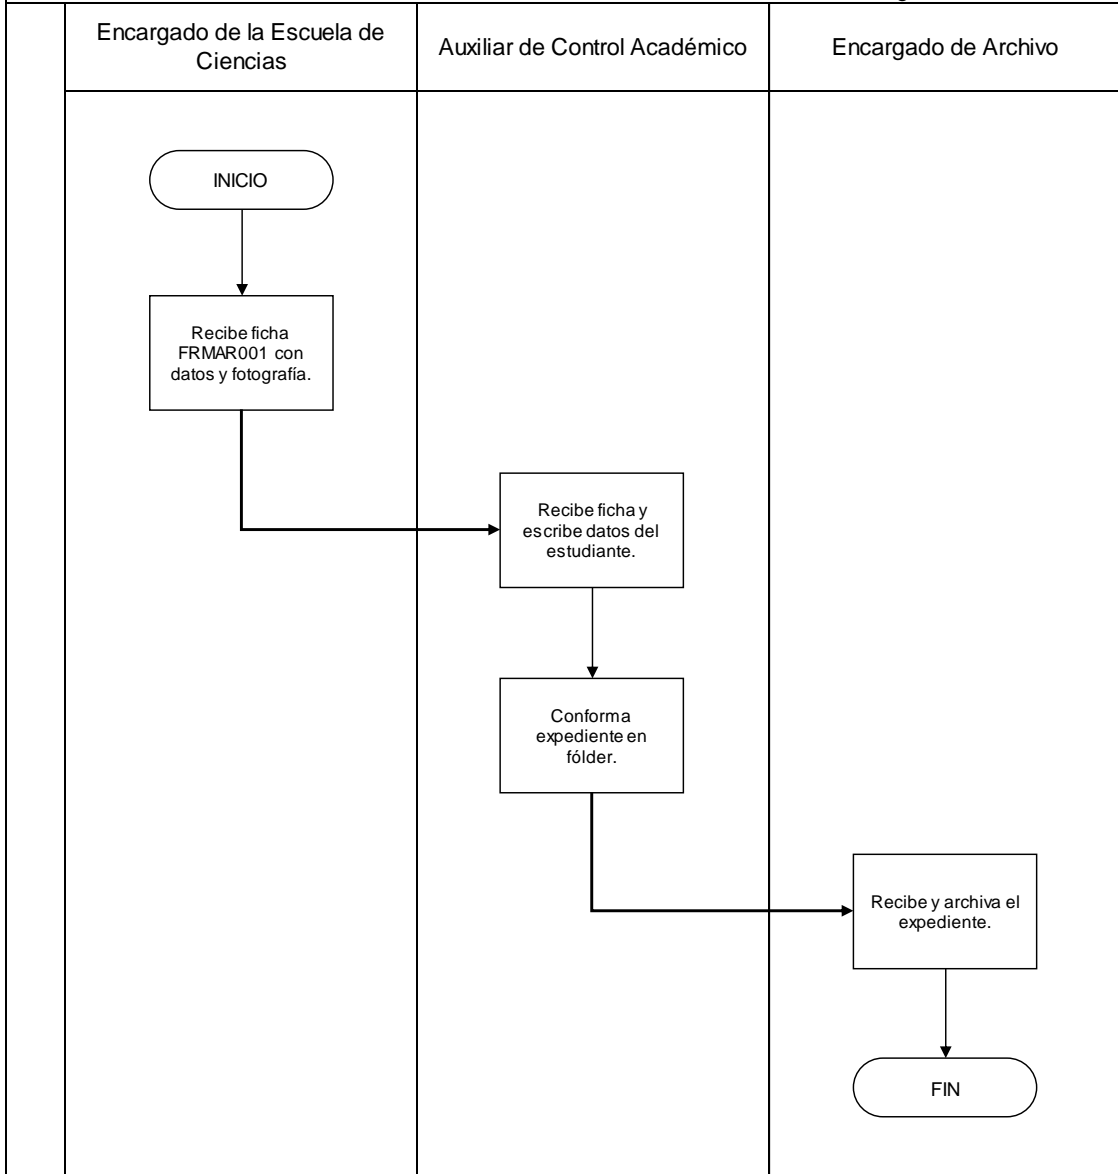 Encargado de la Escuela de
Ciencias
Auxiliar de Control Académico
Encargado de Archivo
INICIO
Recibe ficha
FRMAR001 con
datos y fotografía.
Recibe ficha y
escribe datos del
estudiante.
Conforma
expediente en
fólder.
Recibe y archiva el
expediente.
FIN